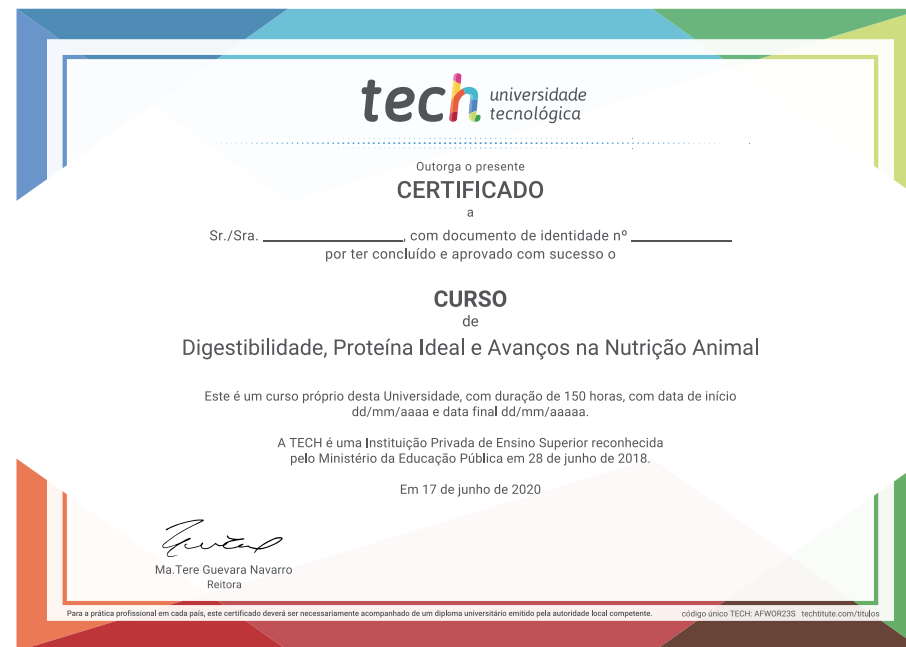 tech universidade
tecnológica
Outorga o presente
CERTIFICADO
a
Sr./Sra. ____________, com documento de identidade nº ____________
por ter concluído e aprovado com sucesso o
CURSO
de
Digestibilidade, Proteína Ideal e Avanços na Nutrição Animal
Este é um curso próprio desta Universidade, com duração de 150 horas, com data de início
dd/mm/aaaa e data final dd/mm/aaaaa.
A TECH é uma Instituição Privada de Ensino Superior reconhecida
pelo Ministério da Educação Pública em 28 de junho de 2018.
Em 17 de junho de 2020
Ma.Tere Guevara Navarro
Reitora
Para a prática profissional em cada país, este certificado deverá ser necessariamente acompanhado de um diploma universitário emitido pela autoridade local competente. código único TECH: AFWOR23S techtitute.com/titulos